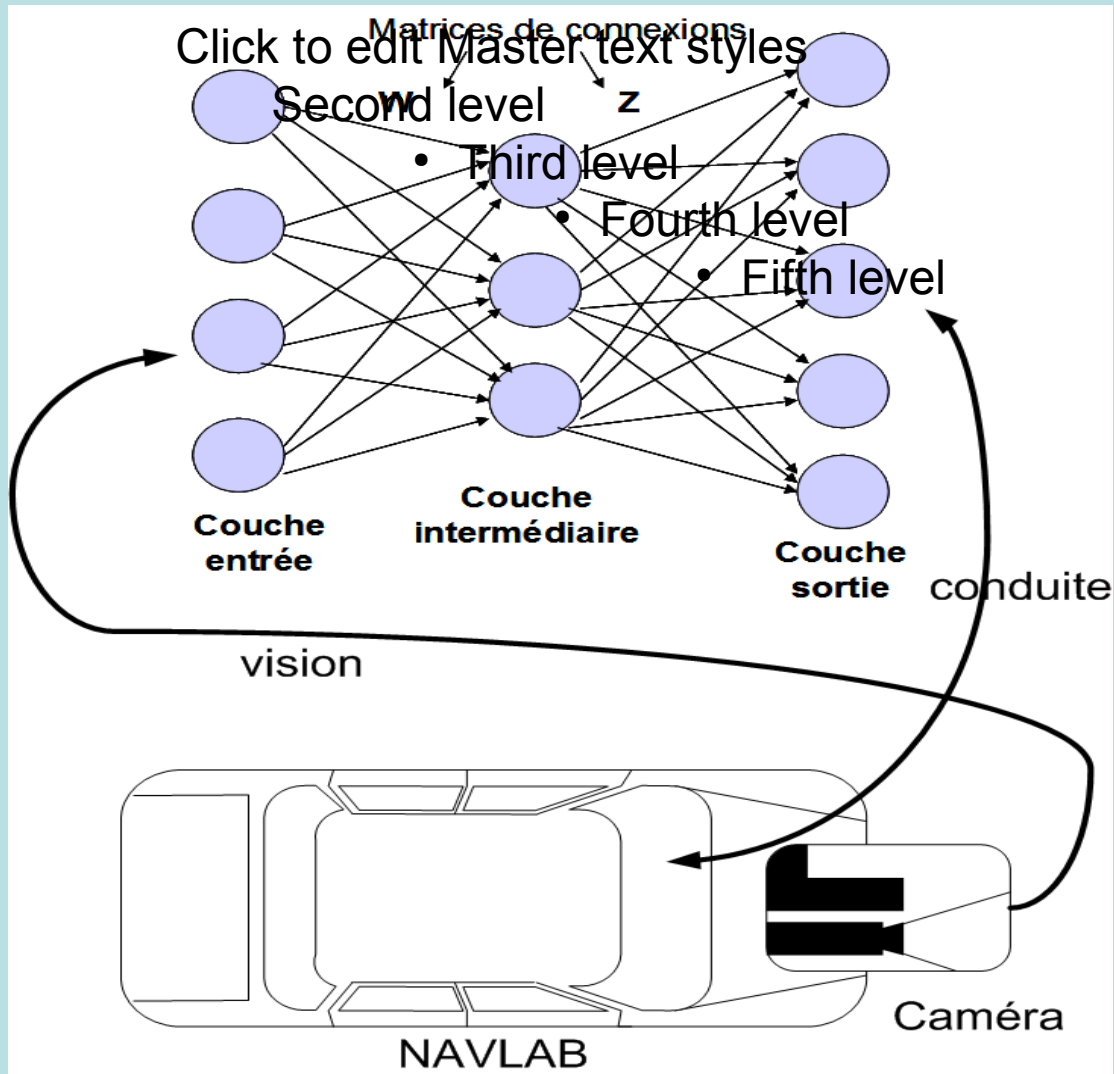 Matrices de connexions
Click to edit Master text styles
W
Second level
Z
• Third level
• Fourth level
• Fifth level
Couche
entrée
Couche
intermédiaire
Couche
sortie
conduite
vision
Caméra
NAVLAB